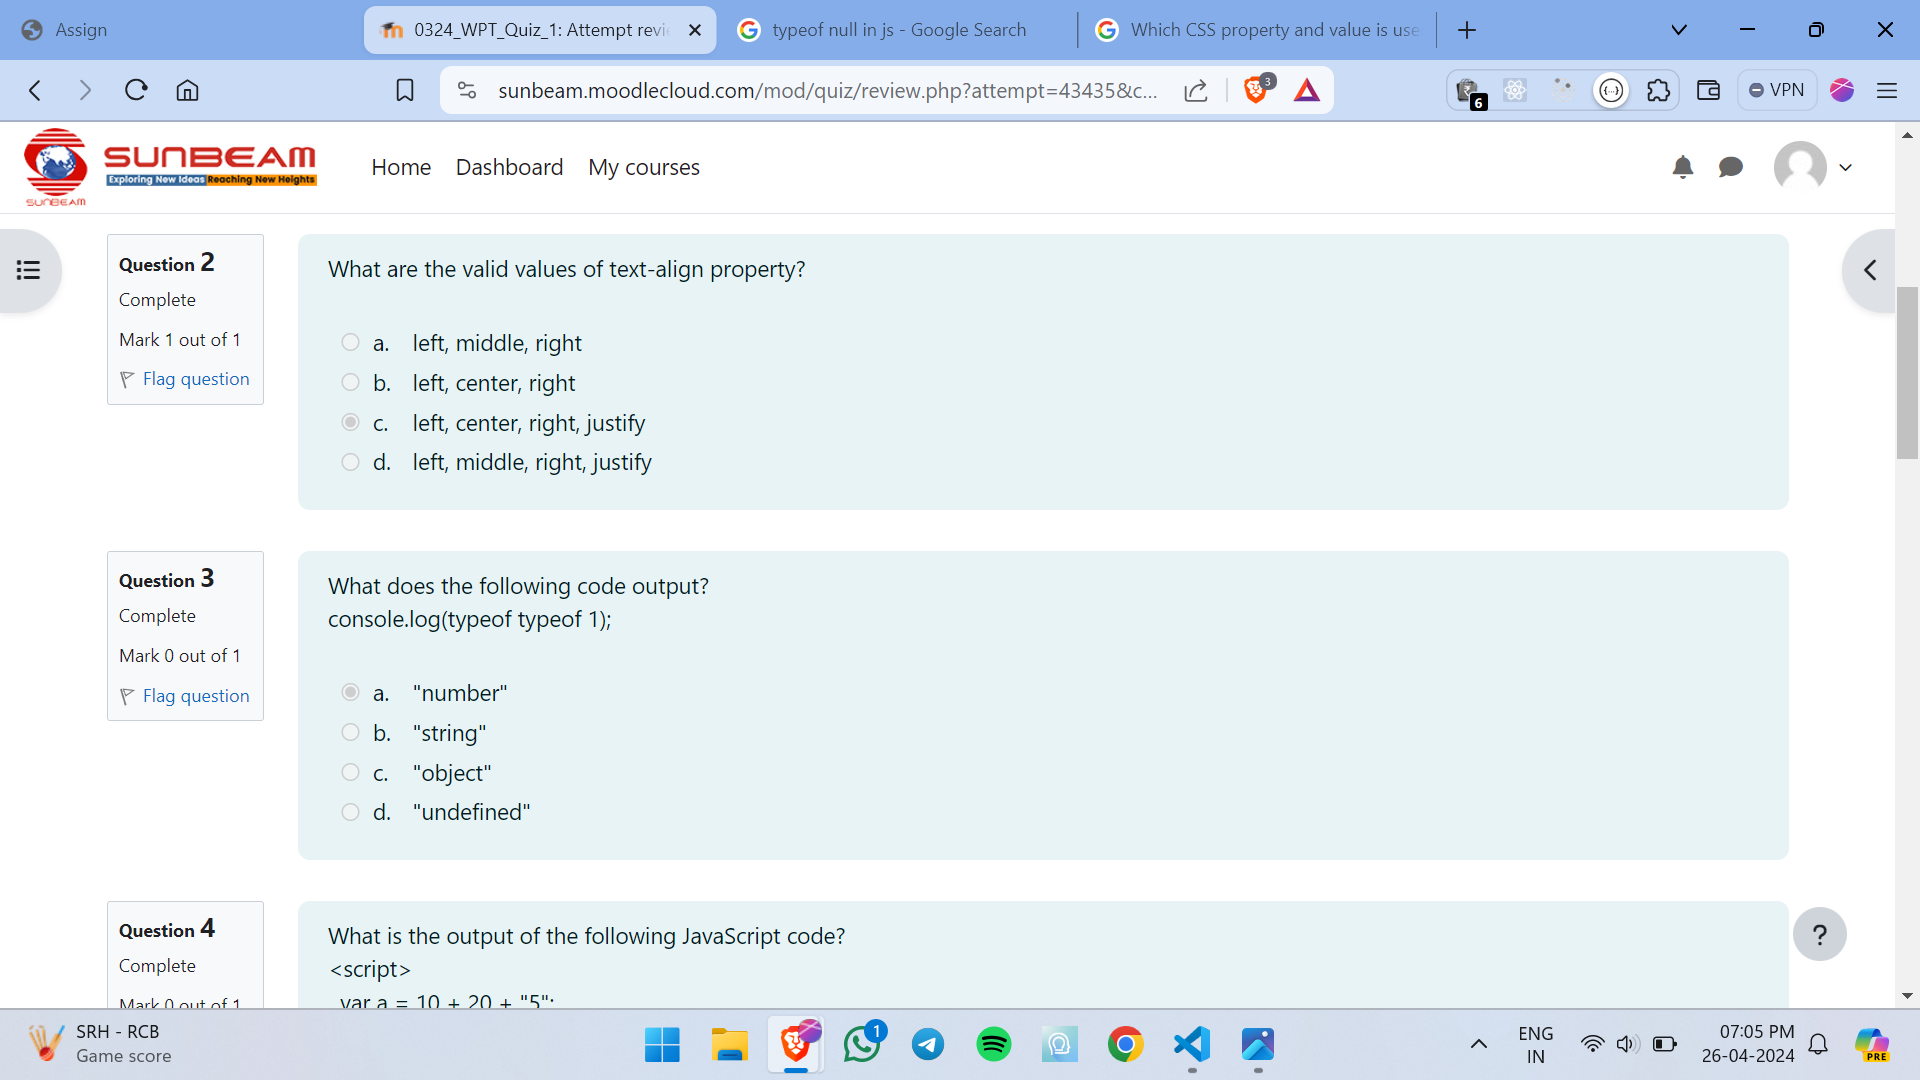 Assign
0324_WPT_Quiz_1: Attempt revie
typeof null in js - Google Search
Which CSS property and value is use
sunbeam.moodlecloud.com/mod/quiz/review.php?attempt=43435&c...
3
6
VPN
SUNBEAM
Exploring New Ideas Reaching New Heights
SUNBEAM
Home
Dashboard
My courses
Question 2
Complete
Mark 1 out of 1
Flag question
What are the valid values of text-align property?
a. left, middle, right
b. left, center, right
c. left, center, right, justify
d. left, middle, right, justify
Question 3
Complete
Mark 0 out of 1
Flag question
What does the following code output?
console.log(typeof typeof 1);
a. "number"
b. "string"
c. "object"
d. "undefined"
Question 4
Complete
Mark 0 out of 1
What is the output of the following JavaScript code?
<script>
var a = 10 + 20 + "5";
?
SRH - RCB
Game score
1
ENG
IN
07:05 PM
26-04-2024
PRE